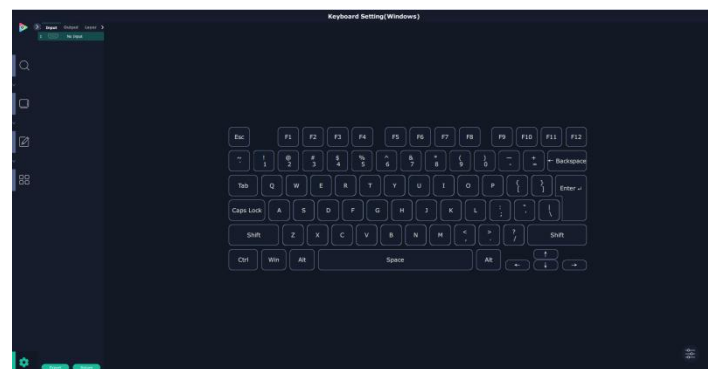 Keyboard Setting(Windows)
Input Output Layer
1 No Input
Esc F1 F2 F3 F4 F5 F6 F7 F8 F9 F10 F11 F12
~ ! @ # $ % ^ & * ( ) — +
` 1 2 3 4 5 6 7 8 9 0 - = ← Backspace
Tab Q W E R T Y U I O P { } Enter ↵
[ ]
Caps Lock A S D F G H J K L : " |
; ' \
Shift Z X C V B N M < > ? Shift
, . /
Ctrl Win Alt Space Alt ← ↑ ↓ →